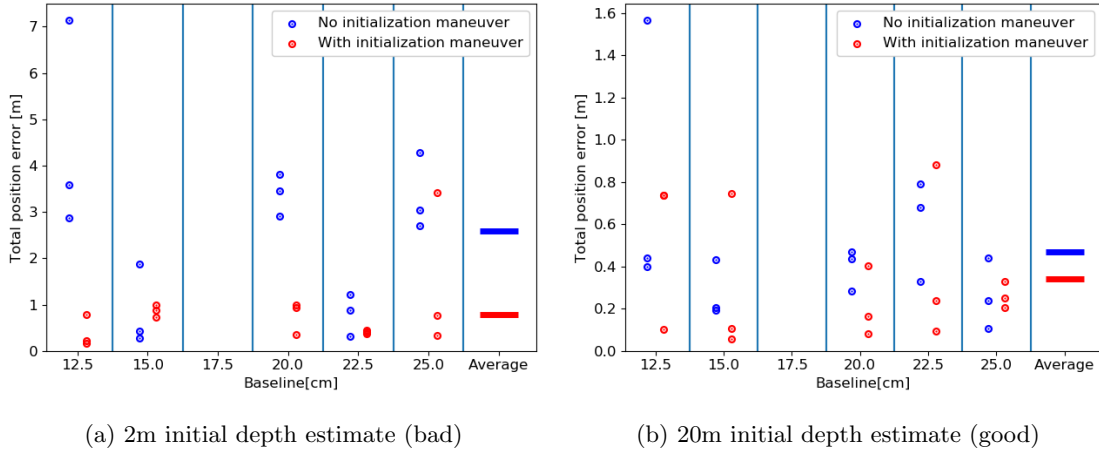 No initialization maneuver
With initialization maneuver
Total position error [m]
7
6
5
4
3
2
1
0
12.5 15.0 17.5 20.0 22.5 25.0 Average
Baseline[cm]
(a) 2m initial depth estimate (bad)
No initialization maneuver
With initialization maneuver
Total position error [m]
1.6
1.4
1.2
1.0
0.8
0.6
0.4
0.2
0.0
12.5 15.0 17.5 20.0 22.5 25.0 Average
Baseline[cm]
(b) 20m initial depth estimate (good)